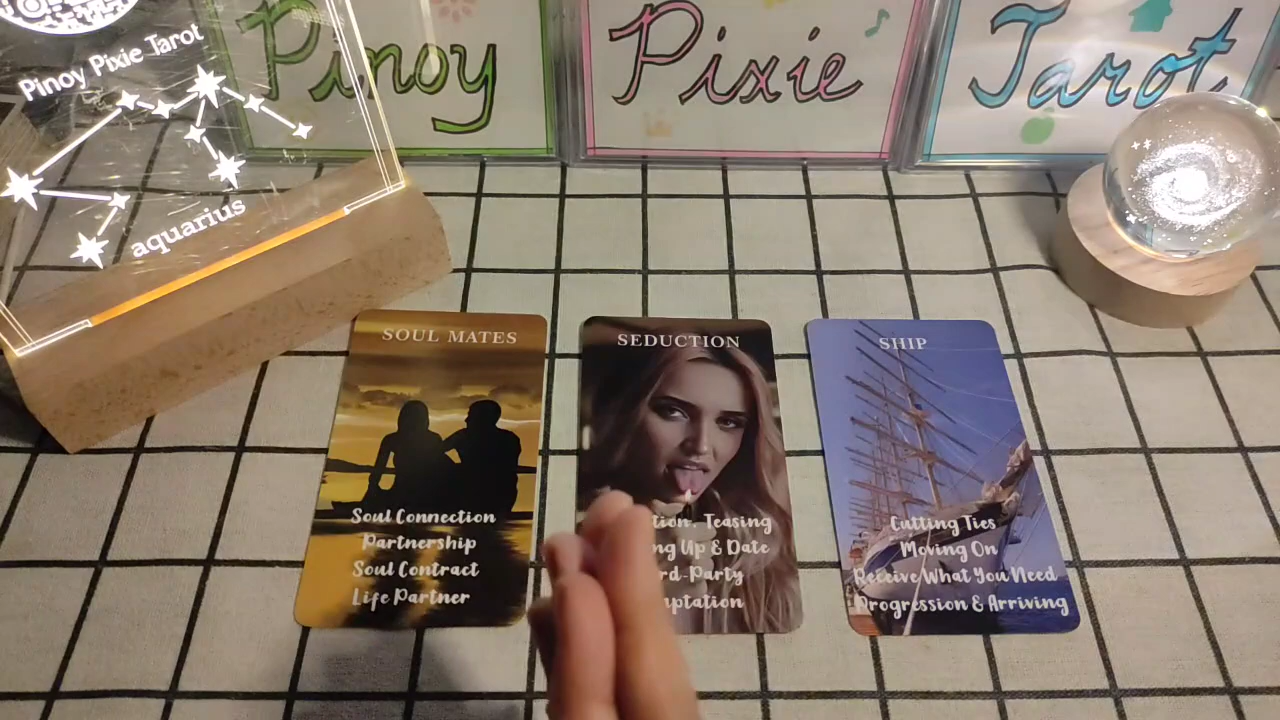 Pinoy Pixie Tarot
aquarius
Pinoy
Pixie
Tarot
SOUL MATES
Soul Connection
Partnership
Soul Contract
Life Partner
SEDUCTION
Teasing
Up & Date
Party
SHIP
Cutting Ties
Moving On
Receive What You Need
Progression & Arriving